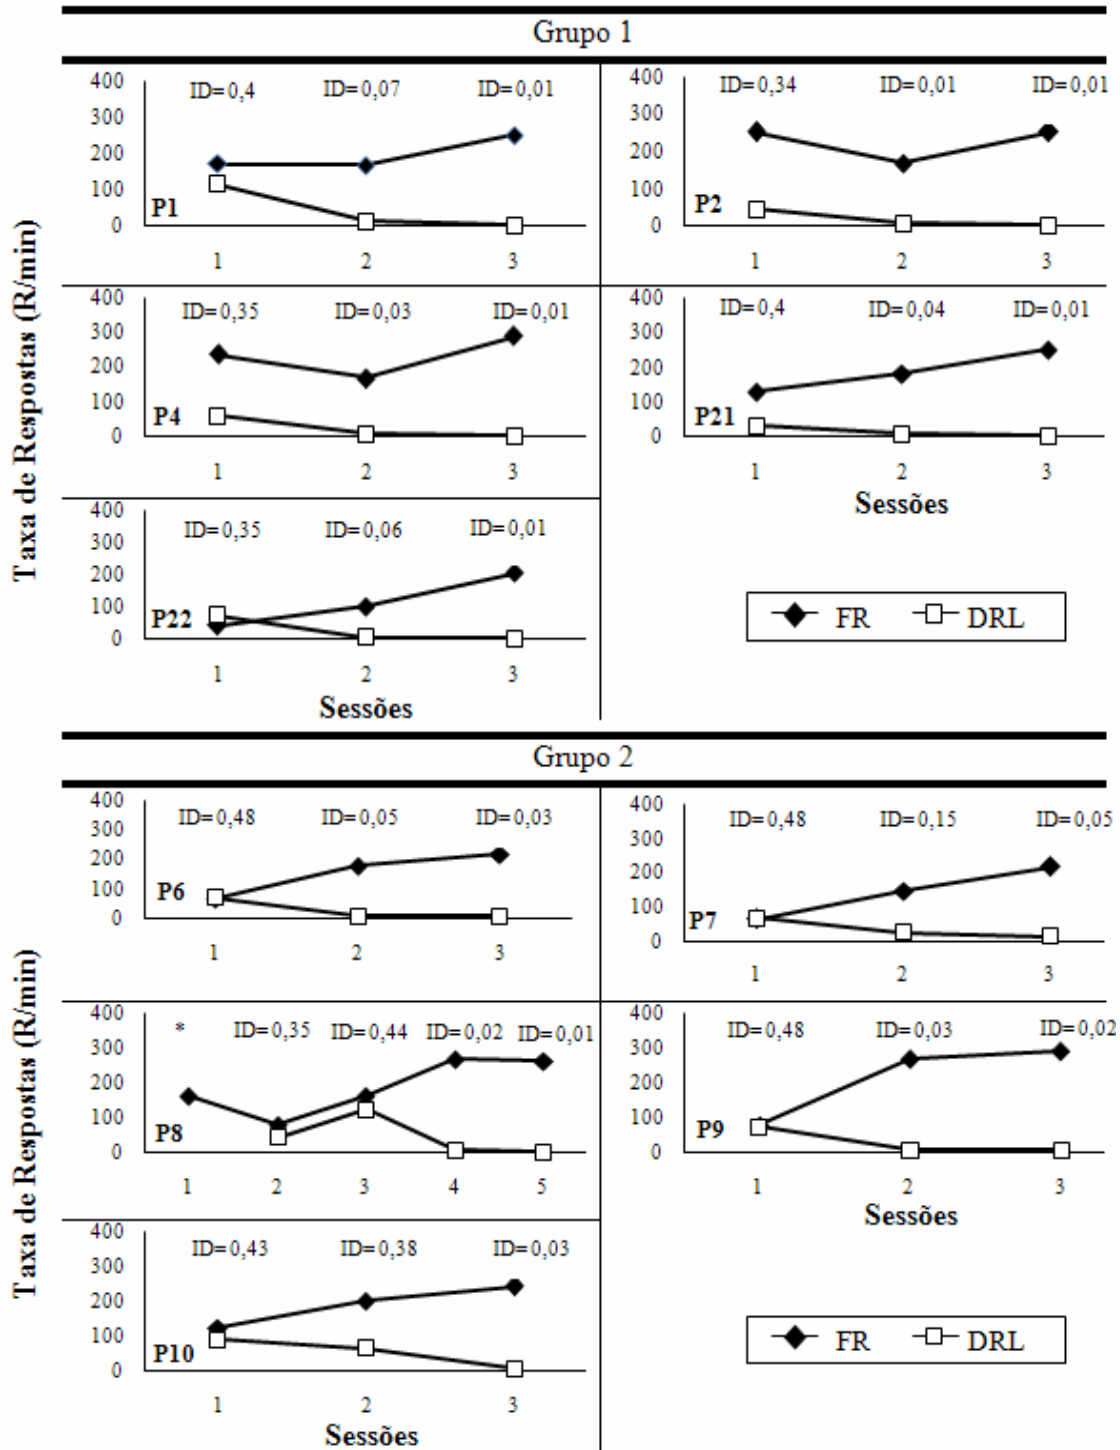 Grupo 1
Taxa de Respostas (R/min)
400
300
200
100
0
ID=0,4 ID=0,07 ID=0,01
P1
1 2 3
400
300
200
100
0
ID=0,34 ID=0,01 ID=0,01
P2
1 2 3
400
300
200
100
0
ID=0,35 ID=0,03 ID=0,01
P4
1 2 3
400
300
200
100
0
ID=0,4 ID=0,04 ID=0,01
P21
1 2 3
Sessões
400
300
200
100
0
ID=0,35 ID=0,06 ID=0,01
P22
1 2 3
Sessões
FR DRL
Grupo 2
Taxa de Respostas (R/min)
400
300
200
100
0
ID=0,48 ID=0,05 ID=0,03
P6
1 2 3
400
300
200
100
0
ID=0,48 ID=0,15 ID=0,05
P7
1 2 3
400
300
200
100
0
* ID=0,35 ID=0,44 ID=0,02 ID=0,01
P8
1 2 3 4 5
400
300
200
100
0
ID=0,48 ID=0,03 ID=0,02
P9
1 2 3
Sessões
400
300
200
100
0
ID=0,43 ID=0,38 ID=0,03
P10
1 2 3
Sessões
FR DRL